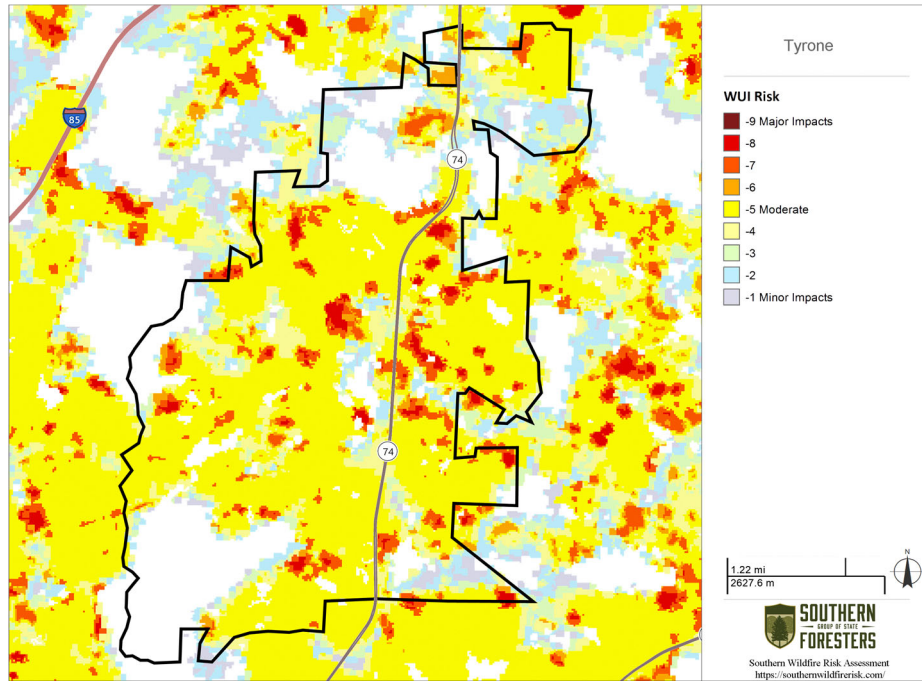 Tyrone
WUI Risk
-9 Major Impacts
-8
-7
-6
-5 Moderate
-4
-3
-2
-1 Minor Impacts
85
74
74
N
1.22 mi
2627.6 m
SOUTHERN
GROUP OF STATE
FORESTERS
Southern Wildfire Risk Assessment
https://southernwildfirerisk.com/